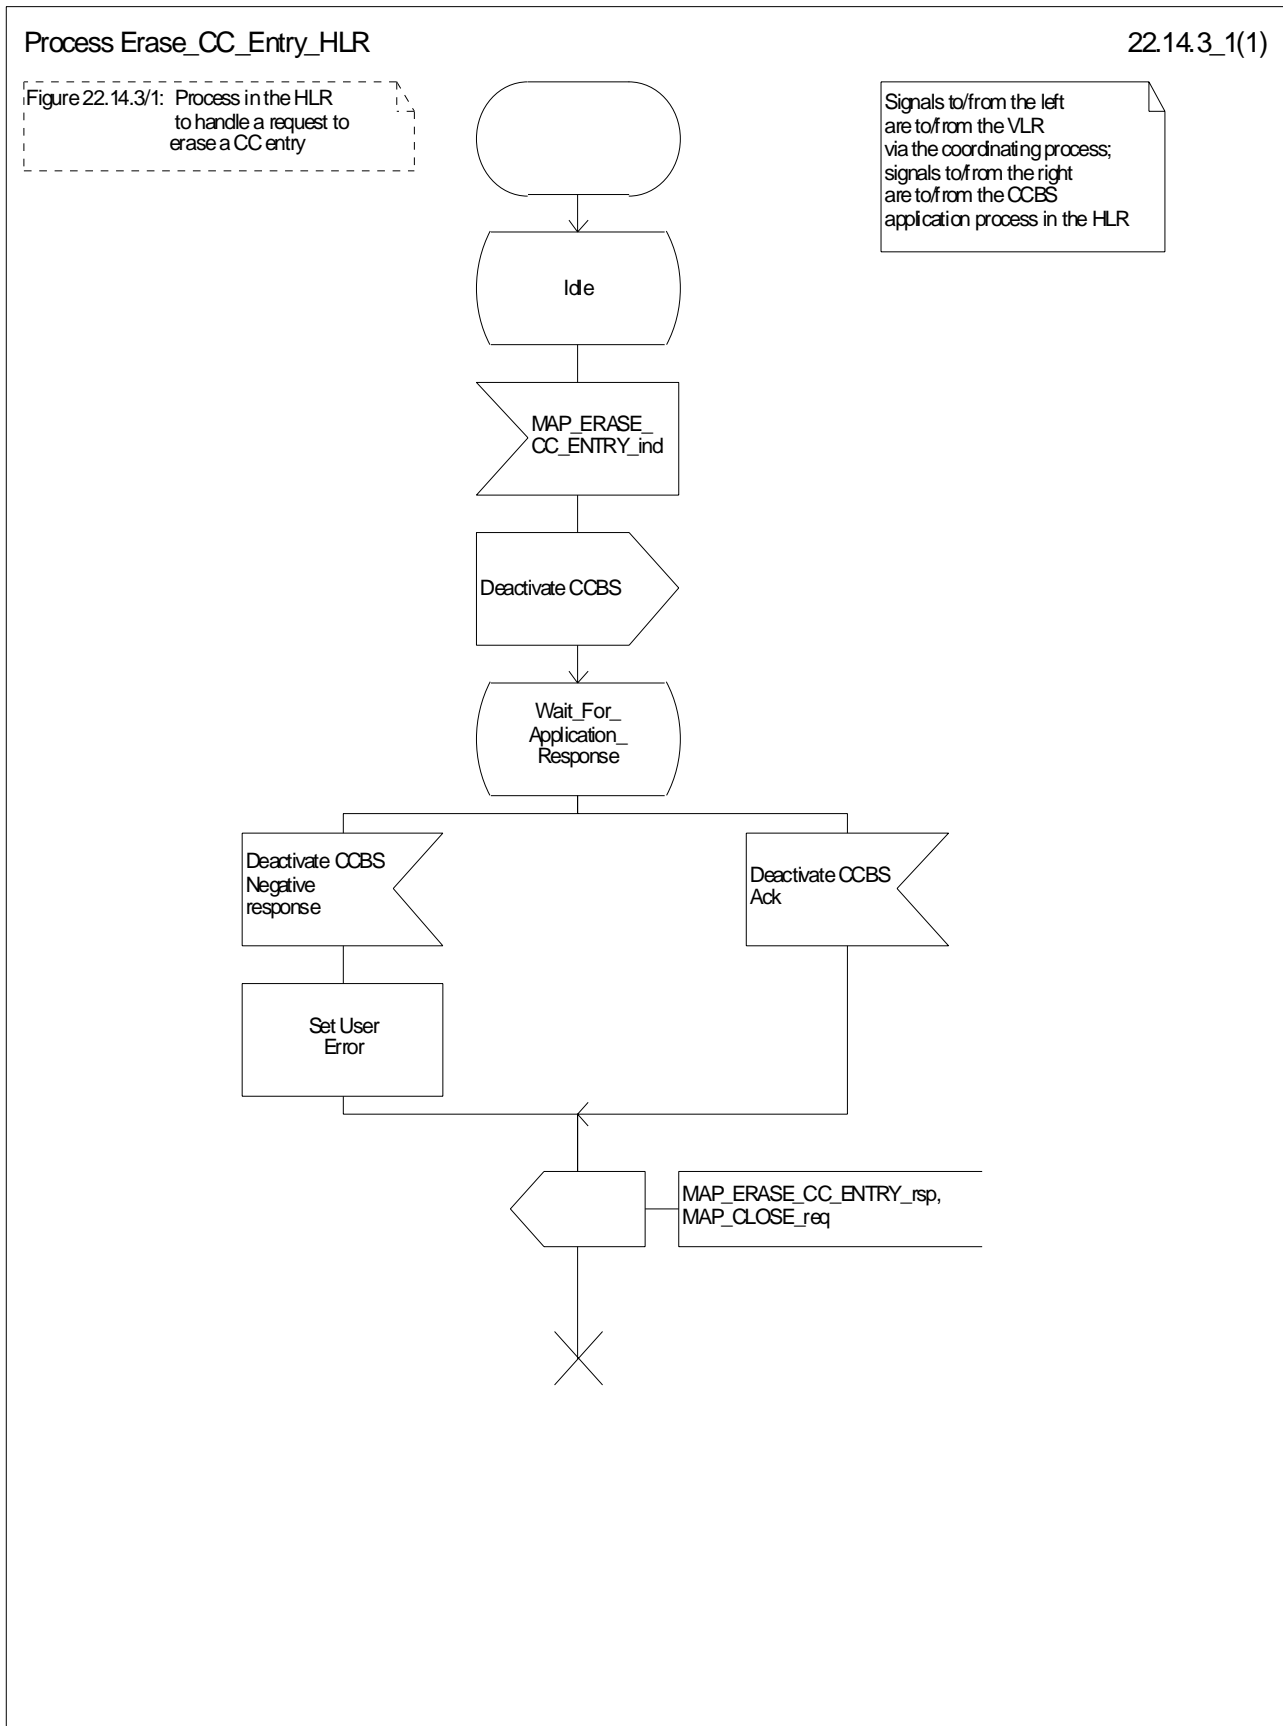 Process Erase_CC_Entry_HLR
22.14.3_1(1)
Figure 22.14.3/1: Process in the HLR
to handle a request to
erase a CC entry
Signals to/from the left
are to/from the VLR
via the coordinating process;
signals to/from the right
are to/from the CCBS
application process in the HLR
Idle
MAP_ERASE_
CC_ENTRY_ind
Deactivate CCBS
Wait_For_
Application_
Response
Deactivate CCBS
Negative
response
Deactivate CCBS
Ack
Set User
Error
MAP_ERASE_CC_ENTRY_rsp,
MAP_CLOSE_req